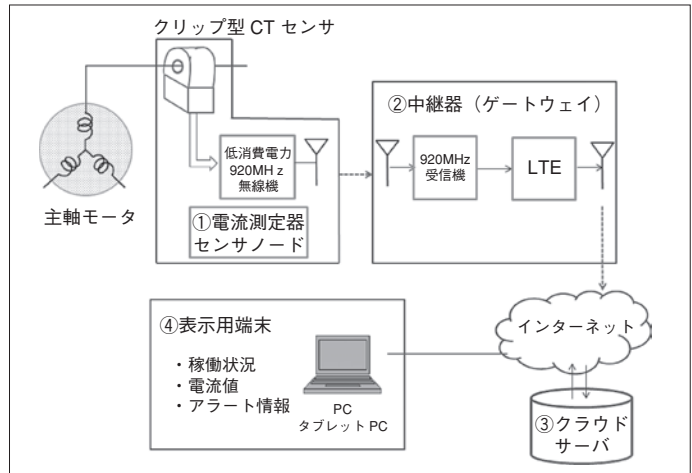 クリップ型 CT センサ
主軸モータ
低消費電力
920MH z
無線機
①電流測定器
センサノード
②中継器（ゲートウェイ）
920MHz
受信機
LTE
インターネット
③クラウド
サーバ
④表示用端末
・稼働状況
・電流値
・アラート情報
PC
タブレット PC